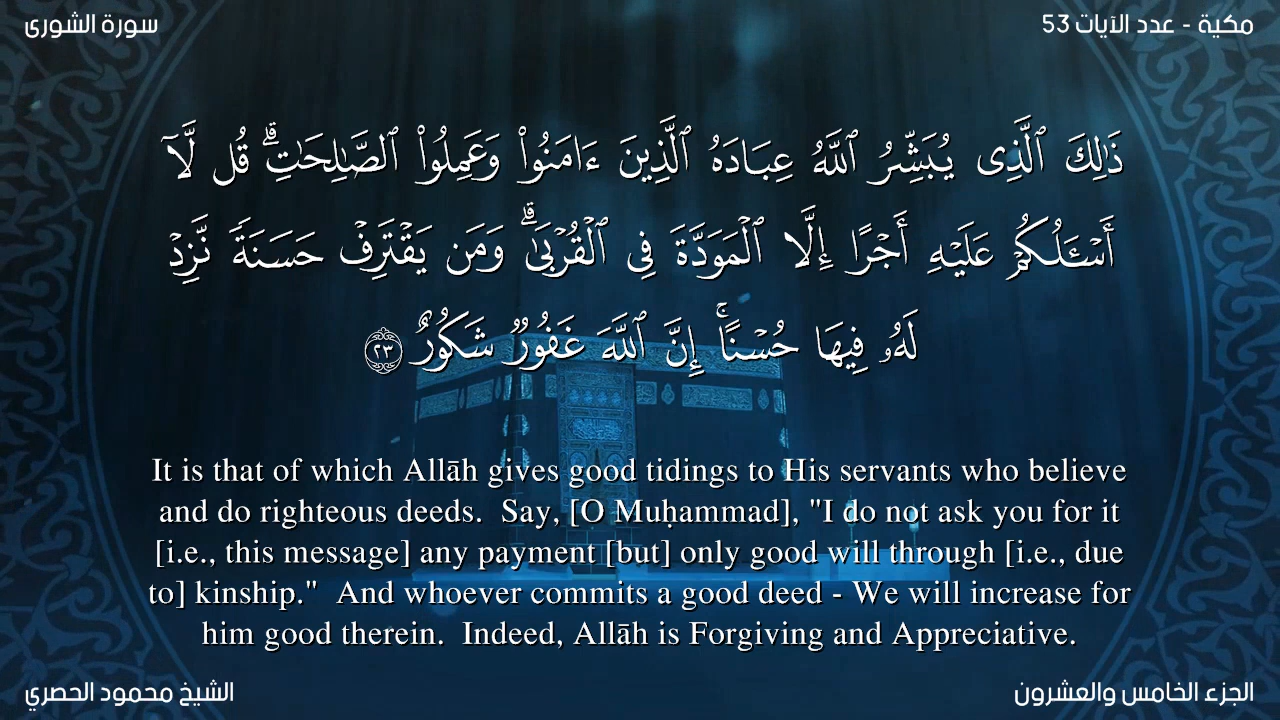 سورة الشورى
مكية - عدد الآيات 53
ذَٰلِكَ ٱلَّذِى يُبَشِّرُ ٱللَّهُ عِبَادَهُ ٱلَّذِينَ ءَامَنُوا۟ وَعَمِلُوا۟ ٱلصَّـٰلِحَـٰتِ ۗ قُل لَّآ
أَسْـَٔلُكُمْ عَلَيْهِ أَجْرًا إِلَّا ٱلْمَوَدَّةَ فِى ٱلْقُرْبَىٰ ۗ وَمَن يَقْتَرِفْ حَسَنَةً نَّزِدْ
لَهُۥ فِيهَا حُسْنًا ۚ إِنَّ ٱللَّهَ غَفُورٌ شَكُورٌ ٢٣
It is that of which Allāh gives good tidings to His servants who believe
and do righteous deeds.  Say, [O Muḥammad], "I do not ask you for it
[i.e., this message] any payment [but] only good will through [i.e., due
to] kinship."  And whoever commits a good deed - We will increase for
him good therein.  Indeed, Allāh is Forgiving and Appreciative.
الشيخ محمود الحصري
الجزء الخامس والعشرون